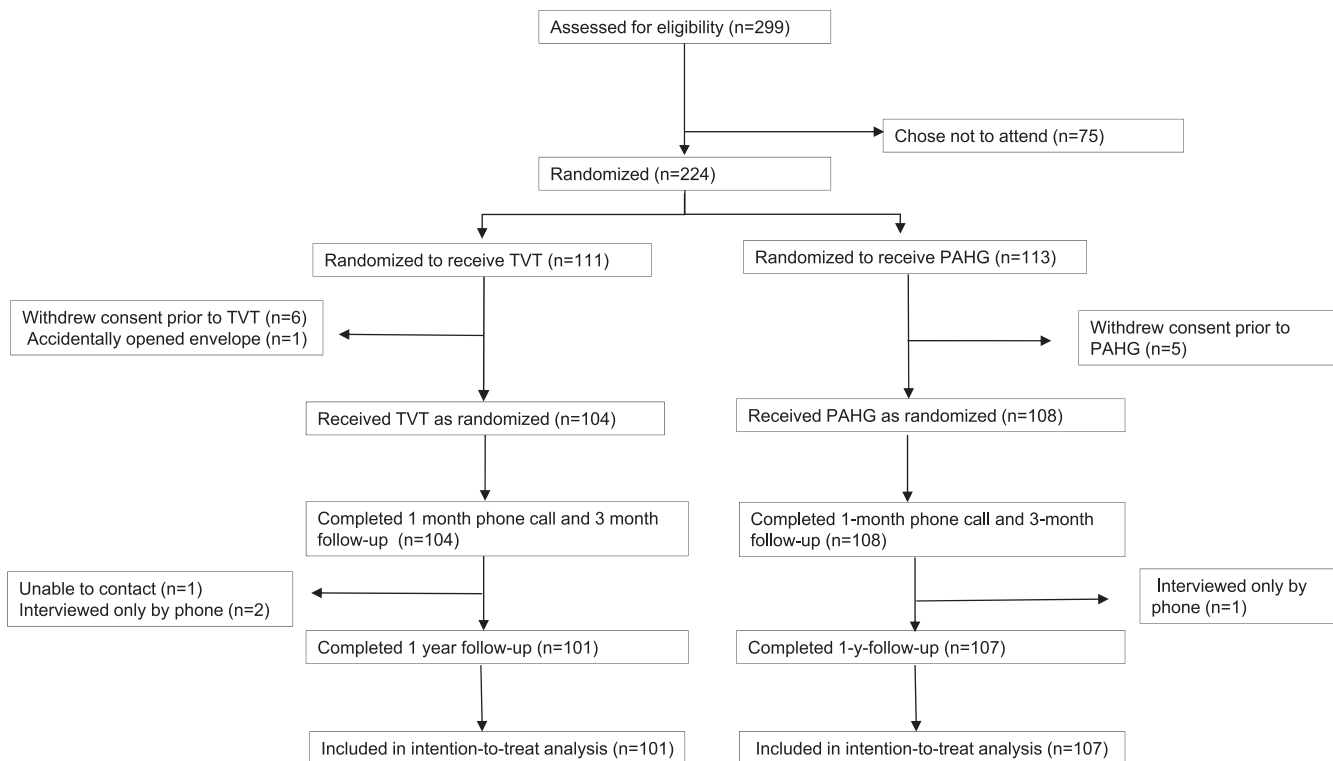 Assessed for eligibility (n=299)
Chose not to attend (n=75)
Randomized (n=224)
Randomized to receive TVT (n=111)
Randomized to receive PAHG (n=113)
Withdrew consent prior to TVT (n=6)
Accidentally opened envelope (n=1)
Withdrew consent prior to
PAHG (n=5)
Received TVT as randomized (n=104)
Received PAHG as randomized (n=108)
Completed 1 month phone call and 3 month
follow-up (n=104)
Completed 1-month phone call and 3-month
follow-up (n=108)
Unable to contact (n=1)
Interviewed only by phone (n=2)
Interviewed only by
phone (n=1)
Completed 1 year follow-up (n=101)
Completed 1-y-follow-up (n=107)
Included in intention-to-treat analysis (n=101)
Included in intention-to-treat analysis (n=107)